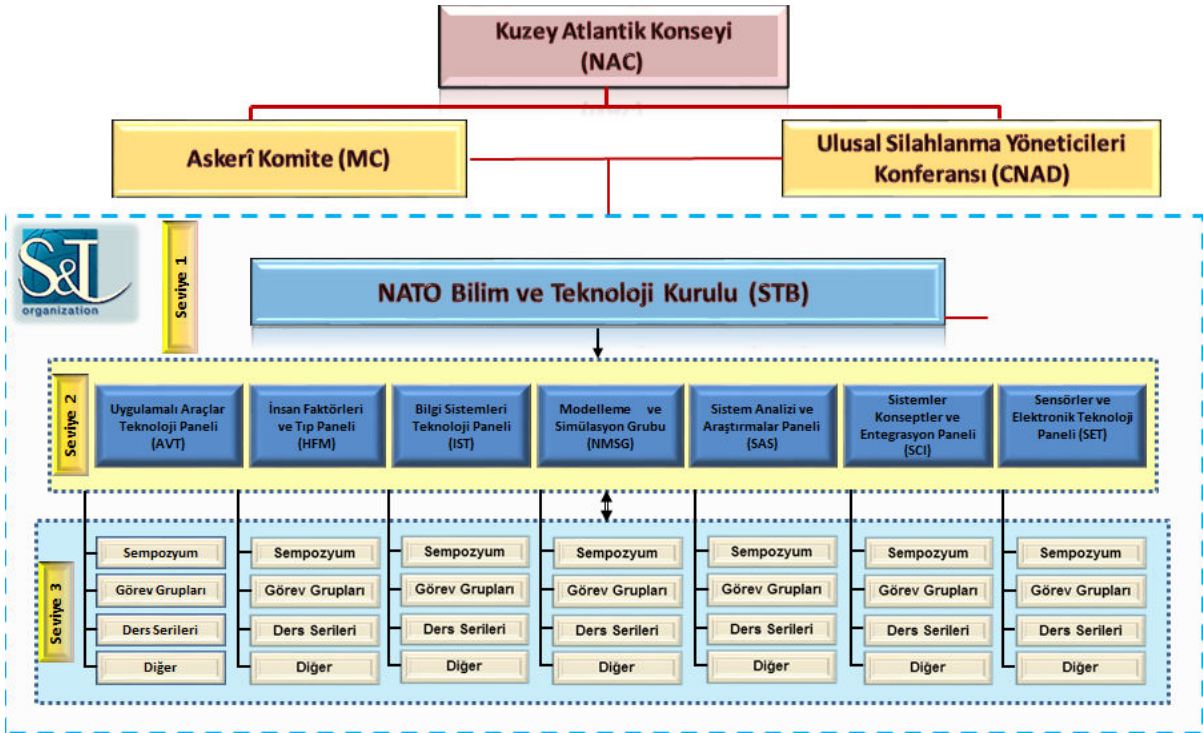 Kuzey Atlantik Konseyi
(NAC)
Askerî Komite (MC)
Ulusal Silahlanma Yöneticileri
Konferansı (CNAD)
S&T
organization
Seviye 1
NATO Bilim ve Teknoloji Kurulu (STB)
Seviye 2
Uygulamalı Araçlar
Teknoloji Paneli
(AVT)
İnsan Faktörleri
ve Tıp Paneli
(HFM)
Bilgi Sistemleri
Teknoloji Paneli
(IST)
Modelleme ve
Simülasyon Grubu
(NMSG)
Sistem Analizi ve
Araştırmalar Paneli
(SAS)
Sistemler
Konseptler ve
Entegrasyon Paneli
(SCI)
Sensörler ve
Elektronik Teknoloji
Paneli (SET)
Seviye 3
Sempozyum
Görev Grupları
Ders Serileri
Diğer
Sempozyum
Görev Grupları
Ders Serileri
Diğer
Sempozyum
Görev Grupları
Ders Serileri
Diğer
Sempozyum
Görev Grupları
Ders Serileri
Diğer
Sempozyum
Görev Grupları
Ders Serileri
Diğer
Sempozyum
Görev Grupları
Ders Serileri
Diğer
Sempozyum
Görev Grupları
Ders Serileri
Diğer